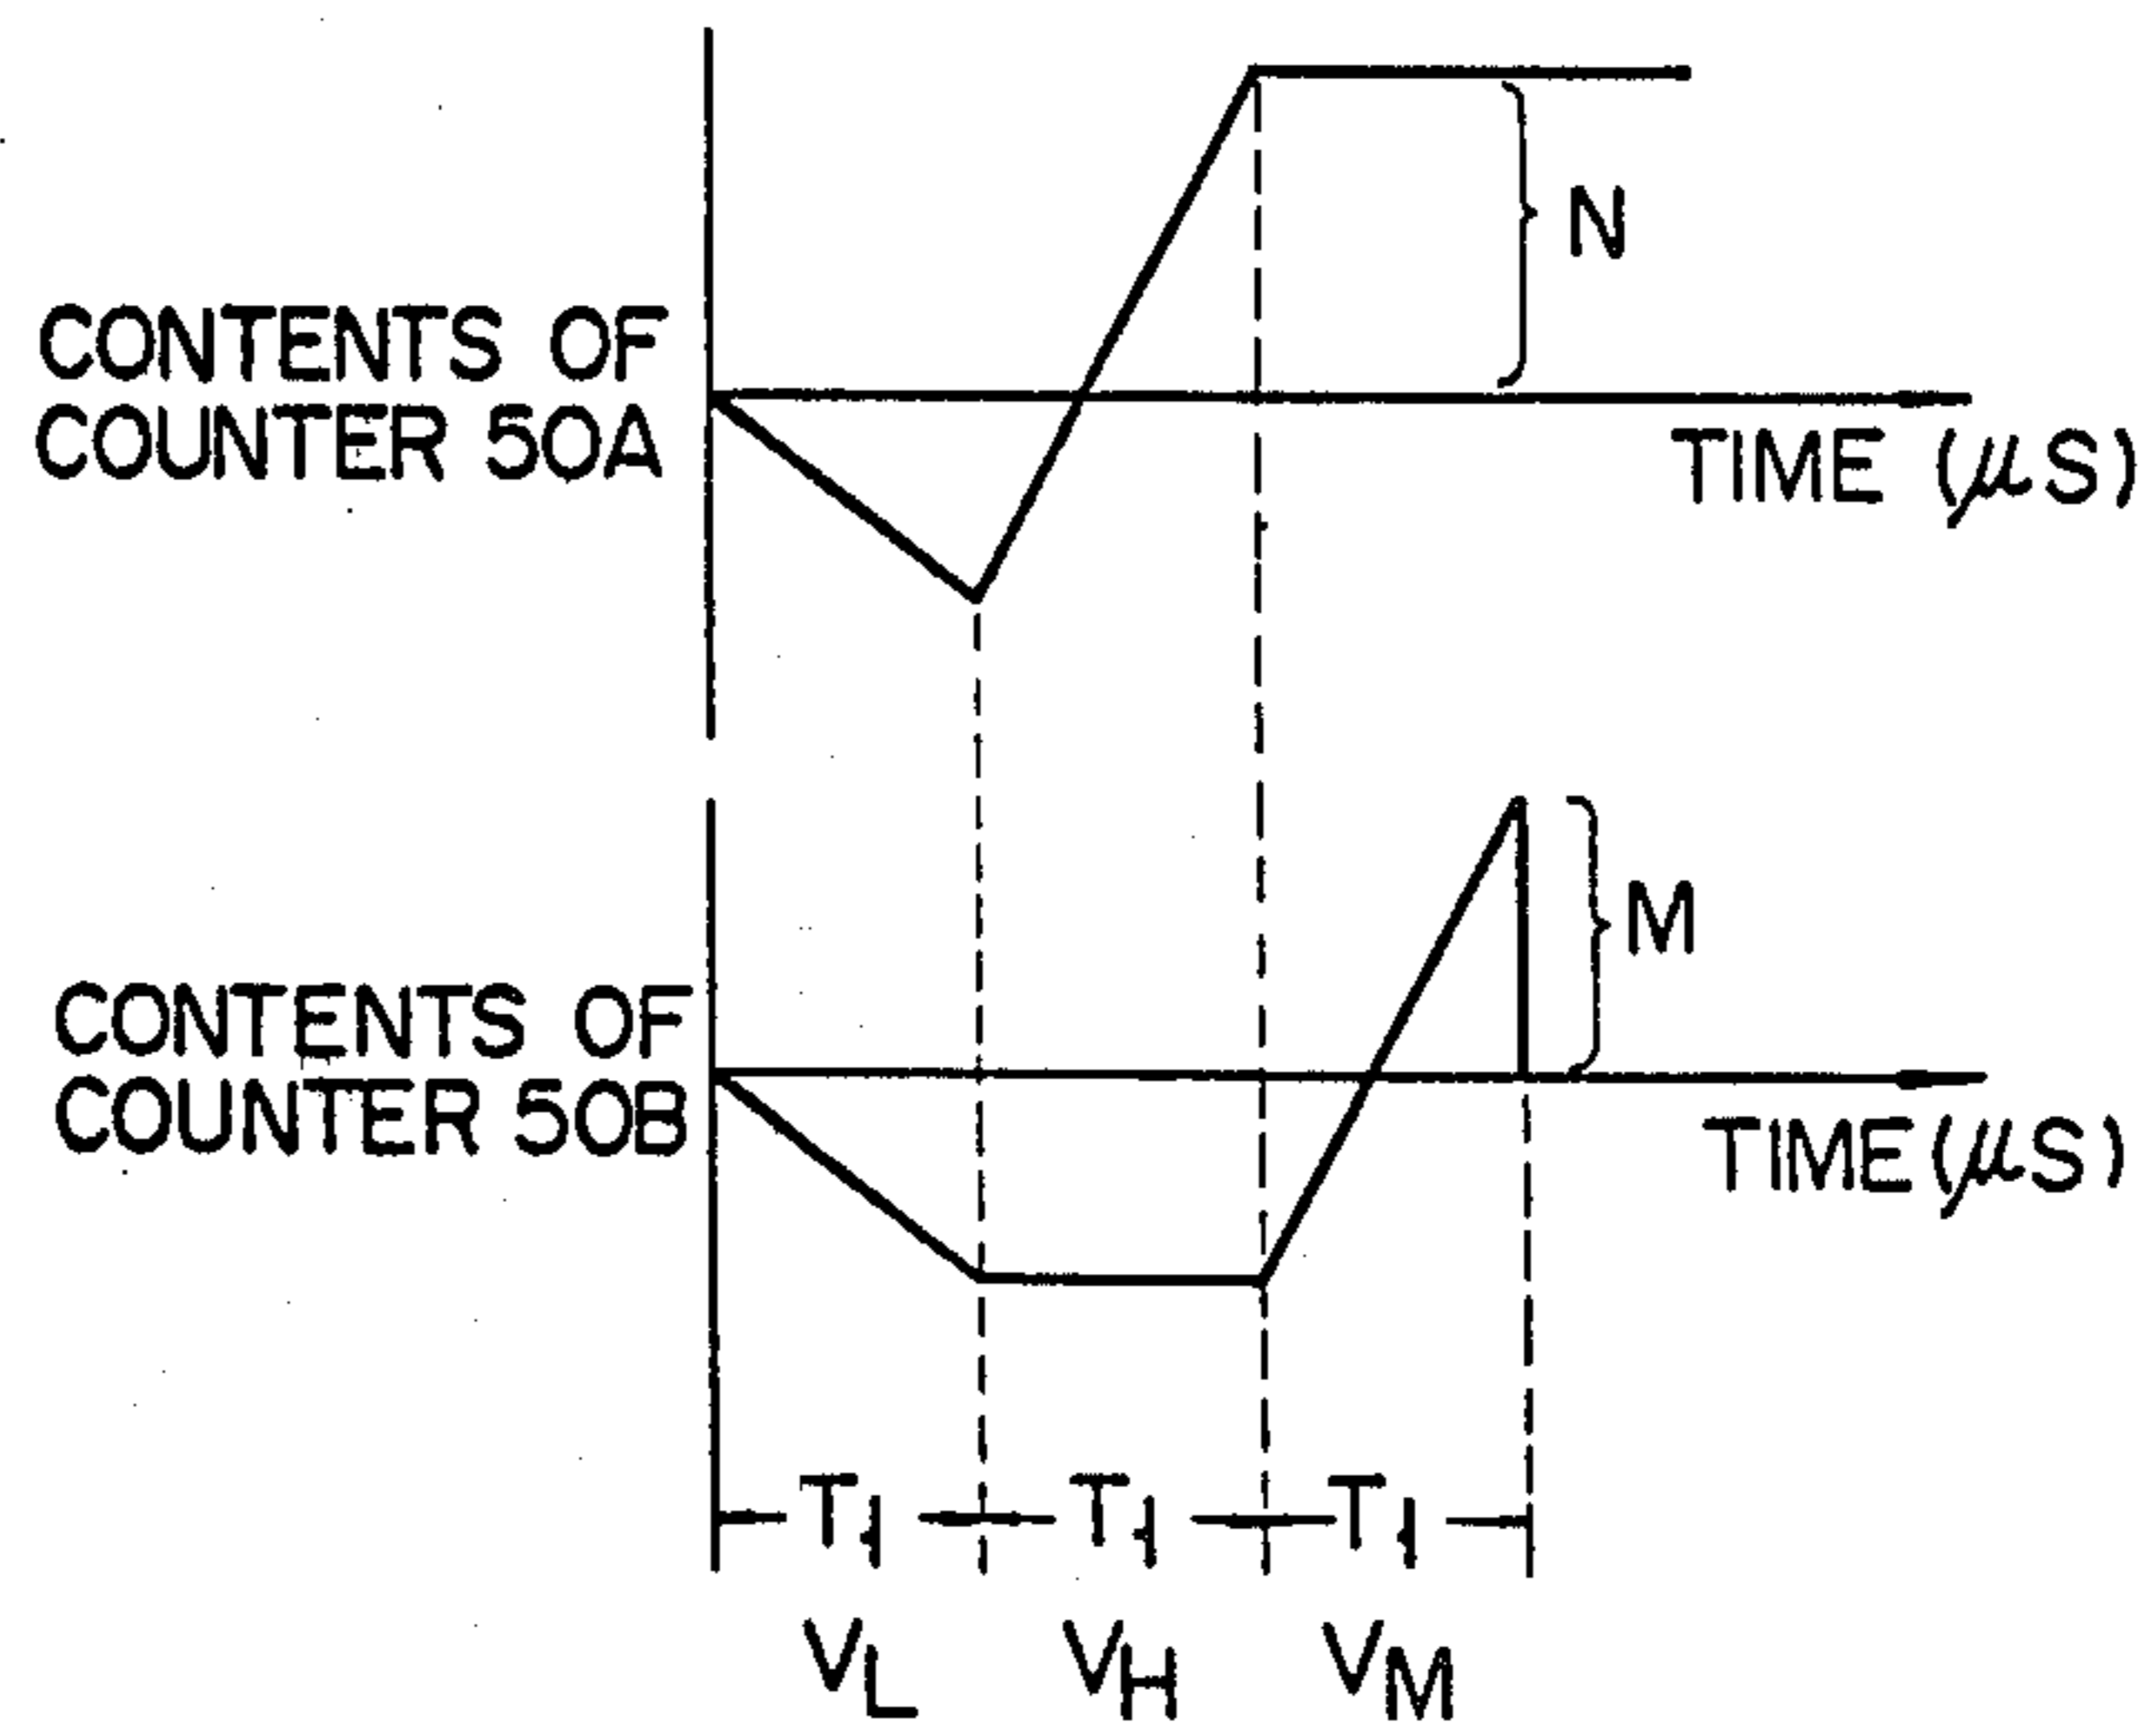 N
CONTENTS OF
COUNTER 50A
TIME (μS)
M
CONTENTS OF
COUNTER 50B
TIME (μS)
T1 T1 T1
VL VH VM